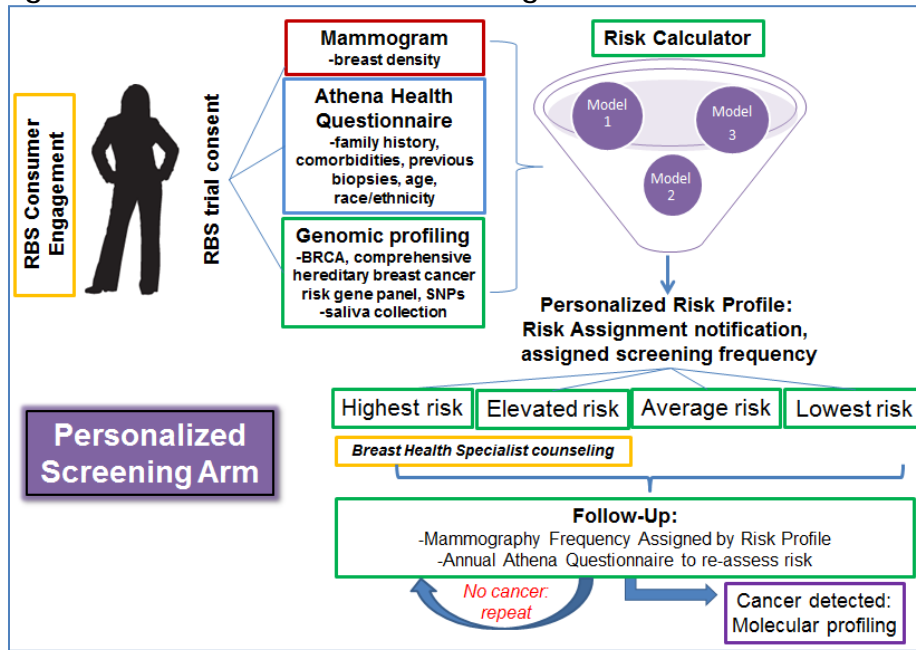 RBS Consumer
Engagement
RBS trial consent
Mammogram
-breast density
Athena Health
Questionnaire
-family history,
comorbidities, previous
biopsies, age,
race/ethnicity
Genomic profiling
-BRCA, comprehensive
hereditary breast cancer
risk gene panel, SNPs
-saliva collection
Risk Calculator
Model
1
Model
3
Model
2
Personalized Risk Profile:
Risk Assignment notification,
assigned screening frequency
Highest risk
Elevated risk
Average risk
Lowest risk
Breast Health Specialist counseling
Personalized
Screening Arm
Follow-Up:
-Mammography Frequency Assigned by Risk Profile
-Annual Athena Questionnaire to re-assess risk
No cancer:
repeat
Cancer detected:
Molecular profiling